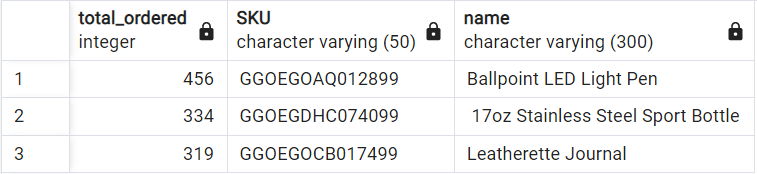 total_ordered SKU name
integer character varying (50) character varying (300)
1 456 GGOEGOAQ012899 Ballpoint LED Light Pen
2 334 GGOEGDHC074099 17oz Stainless Steel Sport Bottle
3 319 GGOEGOCB017499 Leatherette Journal